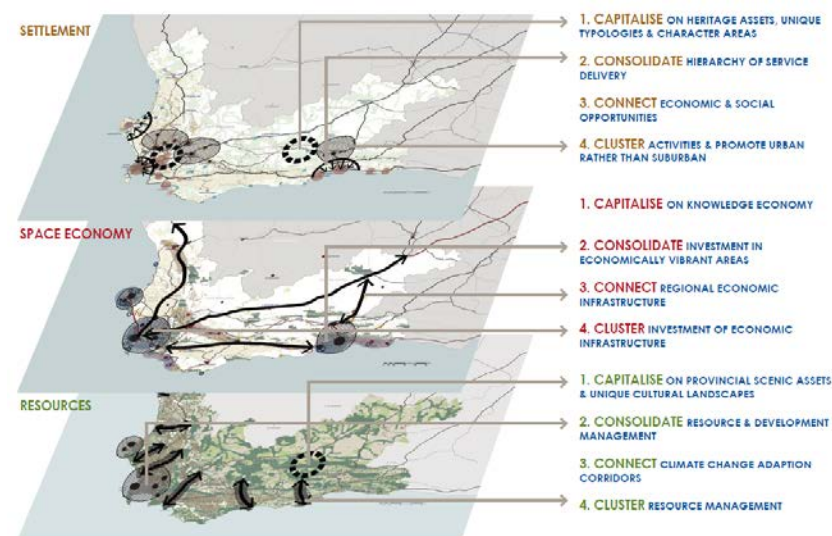 SETTLEMENT
1. CAPITALISE ON HERITAGE ASSETS, UNIQUE
TYPOLOGIES & CHARACTER AREAS
2. CONSOLIDATE HIERARCHY OF SERVICE
DELIVERY
3. CONNECT ECONOMIC & SOCIAL
OPPORTUNITIES
4. CLUSTER ACTIVITIES & PROMOTE URBAN
RATHER THAN SUBURBAN
SPACE ECONOMY
1. CAPITALISE ON KNOWLEDGE ECONOMY
2. CONSOLIDATE INVESTMENT IN
ECONOMICALLY VIBRANT AREAS
3. CONNECT REGIONAL ECONOMIC
INFRASTRUCTURE
4. CLUSTER INVESTMENT OF ECONOMIC
INFRASTRUCTURE
RESOURCES
1. CAPITALISE ON PROVINCIAL SCENIC ASSETS
& UNIQUE CULTURAL LANDSCAPES
2. CONSOLIDATE RESOURCE & DEVELOPMENT
MANAGEMENT
3. CONNECT CLIMATE CHANGE ADAPTION
CORRIDORS
4. CLUSTER RESOURCE MANAGEMENT